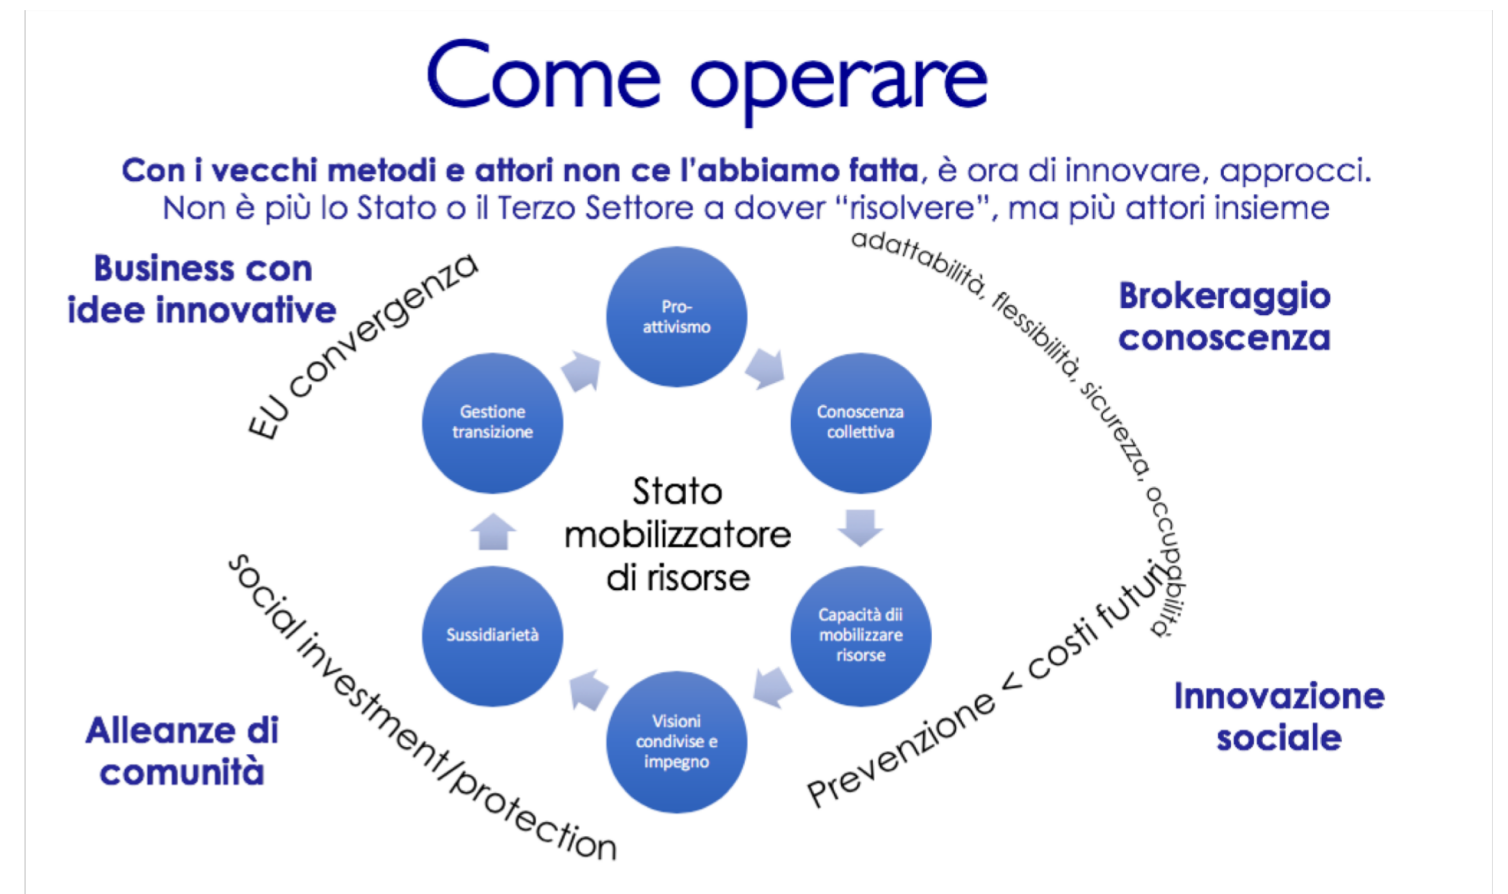 Come operare
Con i vecchi metodi e attori non ce l'abbiamo fatta, è ora di innovare, approcci.
Non è più lo Stato o il Terzo Settore a dover “risolvere”, ma più attori insieme
Business con
idee innovative
EU convergenza
adattabilità, flessibilità, sicurezza, occupabilità
Brokeraggio
conoscenza
Pro-
attivismo
Conoscenza
collettiva
Capacità dii
mobilizzare
risorse
Visioni
condivise e
impegno
Sussidiarietà
Gestione
transizione
Stato
mobilizzatore
di risorse
social investment/protection
Prevenzione < costi futuri
Alleanze di
comunità
Innovazione
sociale